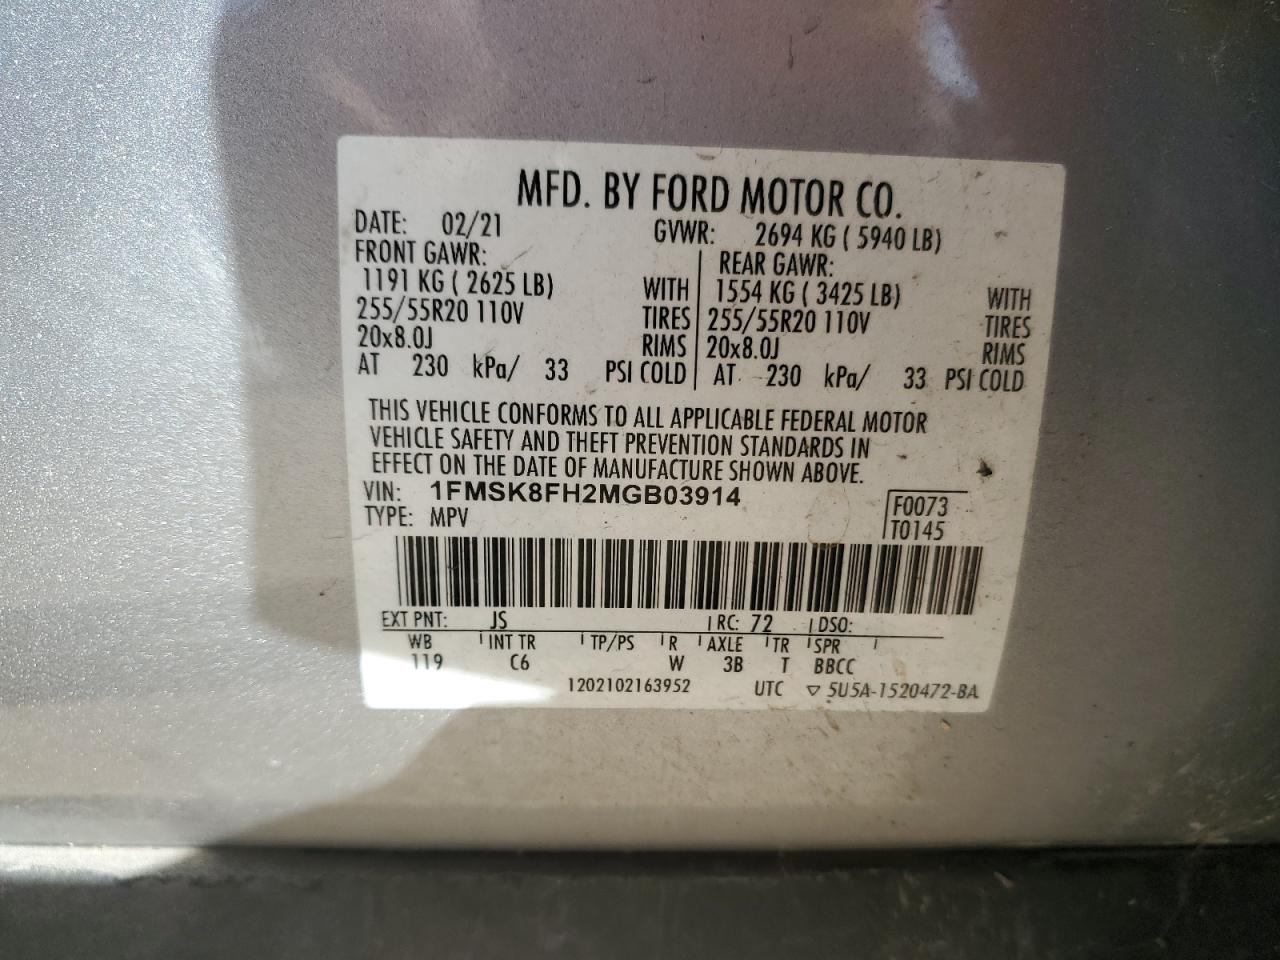 MFD. BY FORD MOTOR CO.
DATE: 02/21 GVWR: 2694 KG ( 5940 LB)
FRONT GAWR: REAR GAWR:
1191 KG ( 2625 LB) WITH 1554 KG ( 3425 LB) WITH
255/55R20 110V TIRES 255/55R20 110V TIRES
20x8.0J RIMS 20x8.0J RIMS
AT 230 kPa/ 33 PSI COLD AT 230 kPa/ 33 PSI COLD
THIS VEHICLE CONFORMS TO ALL APPLICABLE FEDERAL MOTOR
VEHICLE SAFETY AND THEFT PREVENTION STANDARDS IN
EFFECT ON THE DATE OF MANUFACTURE SHOWN ABOVE.
VIN: 1FMSK8FH2MGB03914 F0073
TYPE: MPV T0145
EXT PNT: JS RC: 72 DSO:
WB INT TR TP/PS R AXLE TR SPR
119 C6 W 3B T BBCC
1202102163952 UTC ▽ 5U5A-1520472-BA